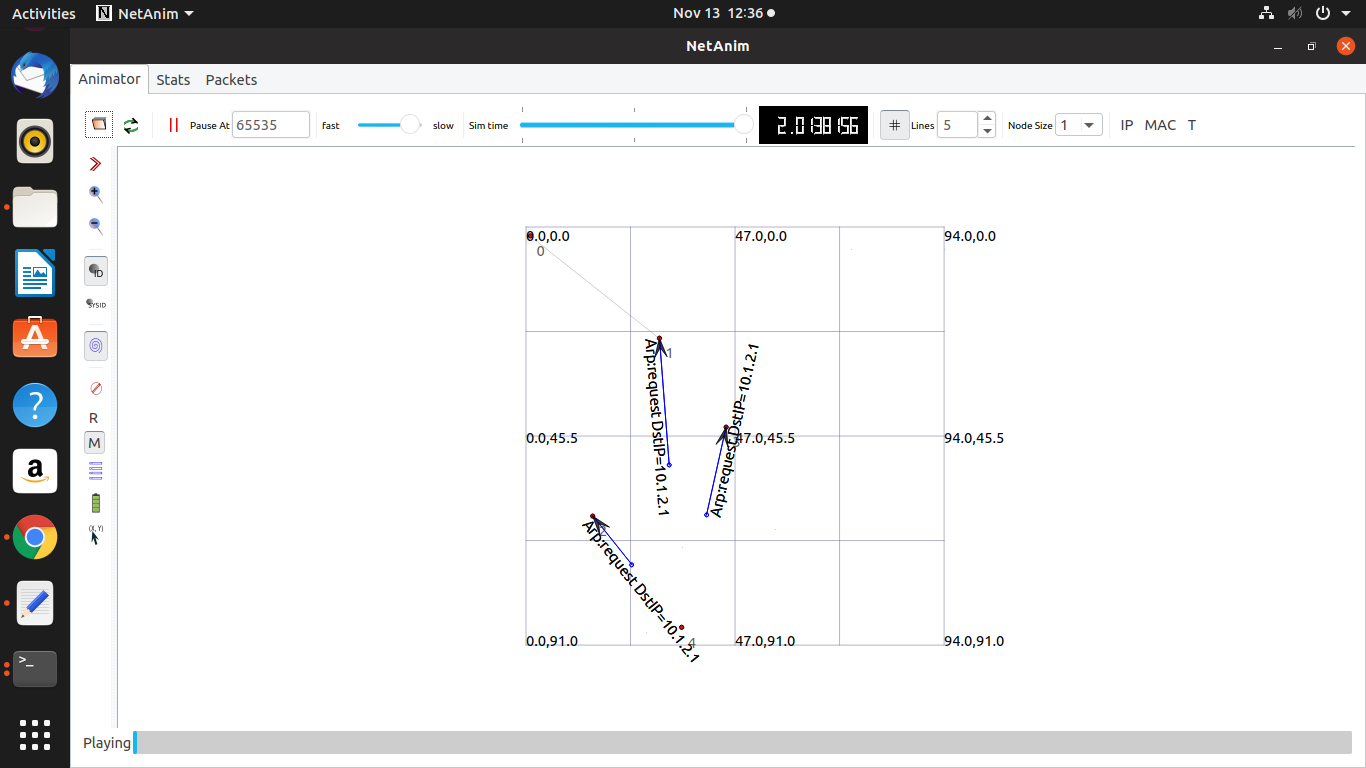 Activities NetAnim Nov 13 12:36
NetAnim
Animator Stats Packets
Pause At 65535 fast slow Sim time 2.0138156 # Lines 5 Node Size 1 IP MAC T
ID
SYSID
R
M
(X, Y)
0.0,0.0 47.0,0.0 94.0,0.0
0
1
Arp:request DstIP=10.1.2.1
Arp:request DstIP=10.1.2.1
0.0,45.5 47.0,45.5 94.0,45.5
2
Arp:request DstIP=10.1.2.1
4
0.0,91.0 47.0,91.0 94.0,91.0
Playing